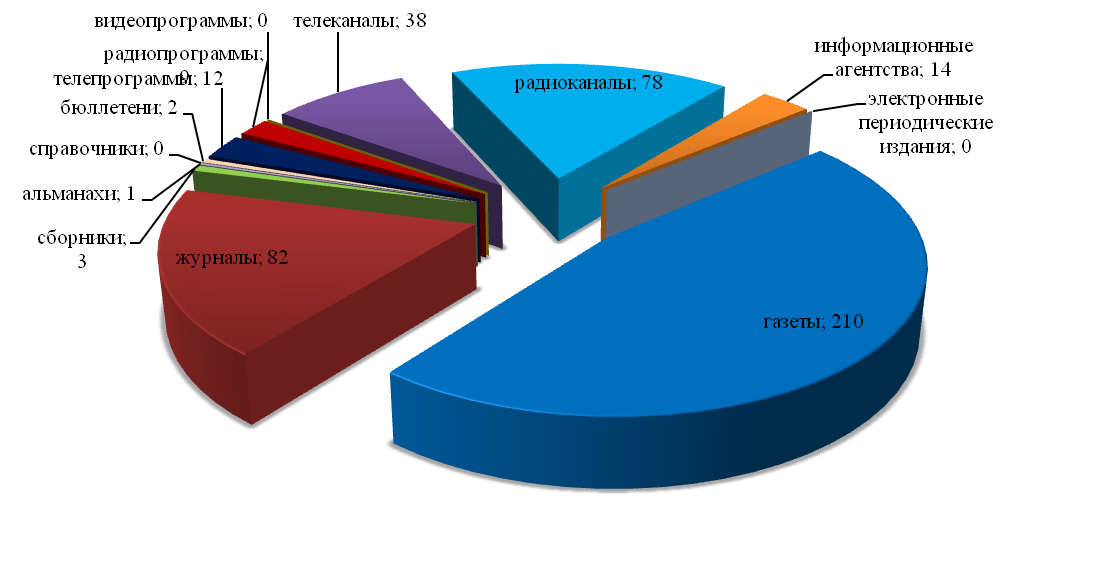 видеопрограммы; 0
телеканалы; 38
радиопрограммы;
9
телепрограммы; 12
бюллетени; 2
справочники; 0
альманахи; 1
сборники;
3
журналы; 82
радиоканалы; 78
информационные
агентства; 14
электронные
периодические
издания; 0
газеты; 210